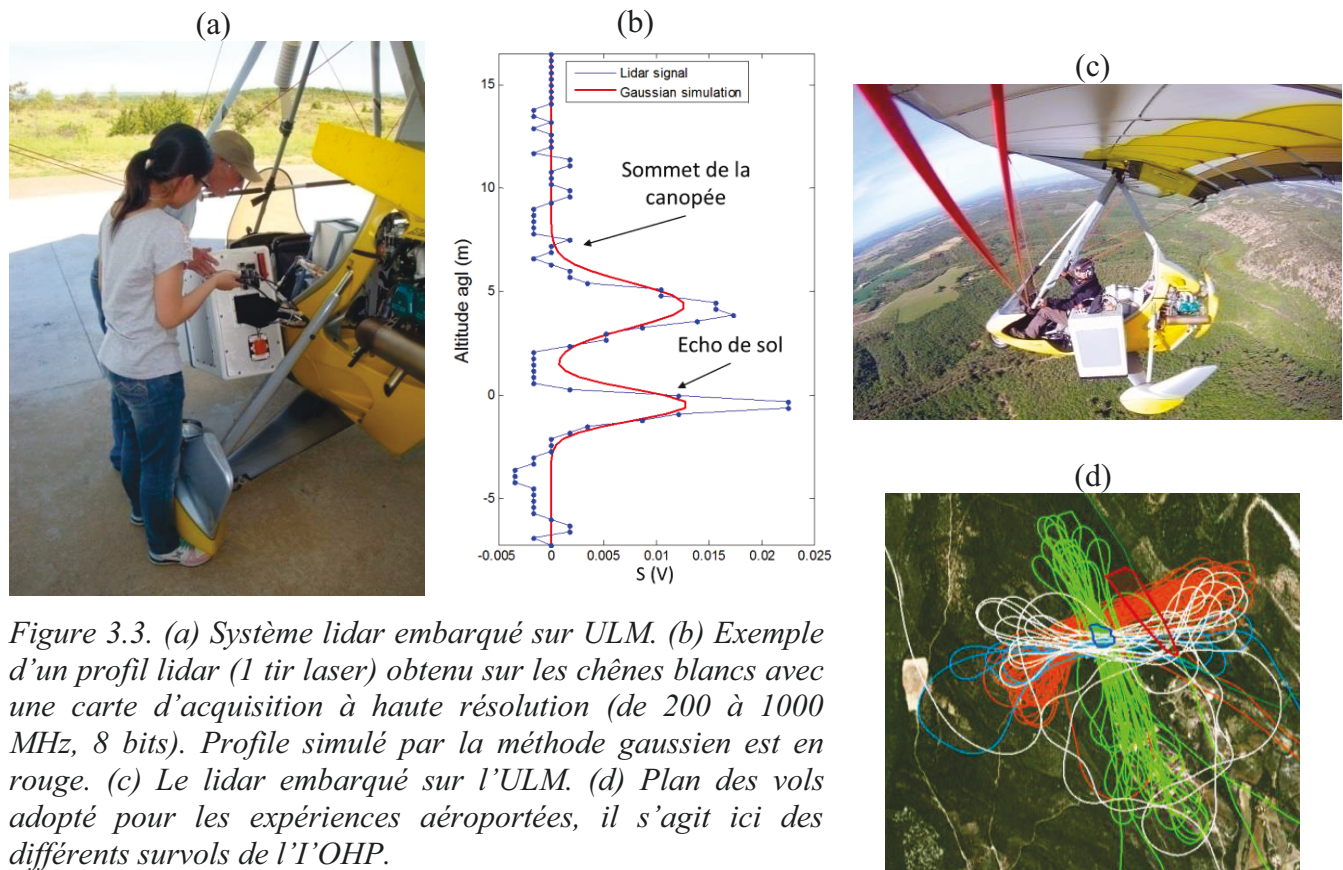 (a)
(b)
(c)
Lidar signal
Gaussian simulation
15
10
5
0
-5
Altitude agl (m)
Sommet de la
canopée
Echo de sol
-0.005
0
0.005
0.01
0.015
0.02
0.025
S (V)
(d)
Figure 3.3. (a) Système lidar embarqué sur ULM. (b) Exemple
d’un profil lidar (1 tir laser) obtenu sur les chênes blancs avec
une carte d’acquisition à haute résolution (de 200 à 1000
MHz, 8 bits). Profile simulé par la méthode gaussien est en
rouge. (c) Le lidar embarqué sur l’ULM. (d) Plan des vols
adopté pour les expériences aéroportées, il s’agit ici des
différents survols de l’I’OHP.